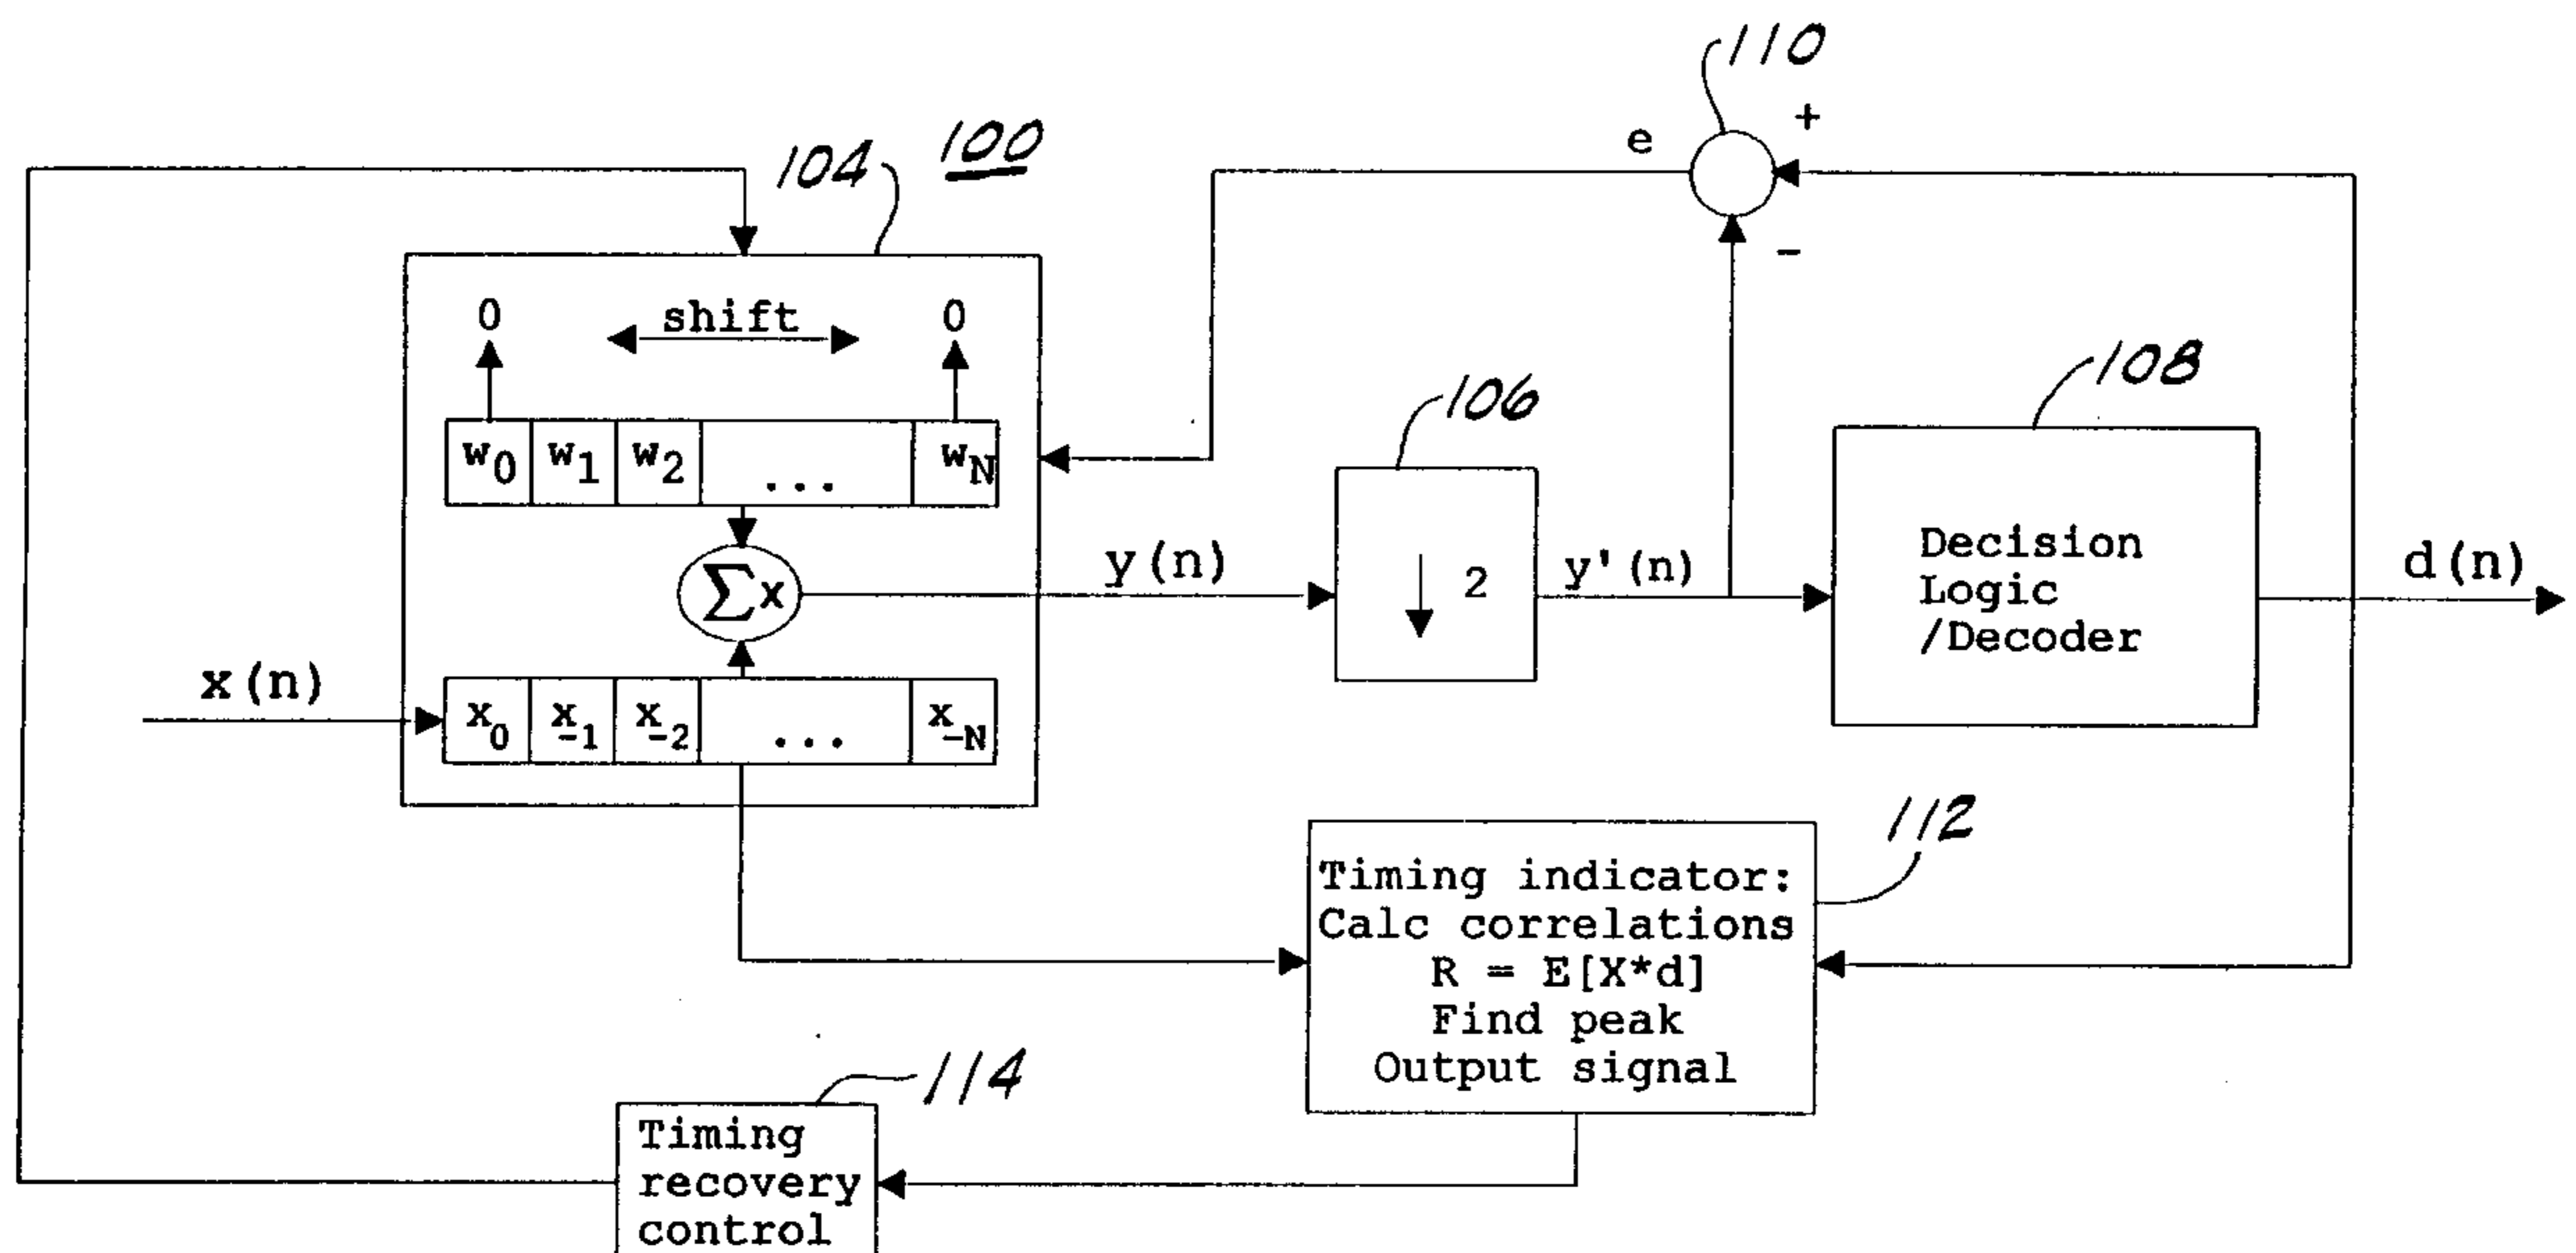 110
+
e
104
100
-
0
shift
0
108
106
w0 w1 w2 ... wN
Decision
Logic
/Decoder
y(n)
↓ 2
y'(n)
d(n)
Σx
x(n)
x0 x-1 x-2 ... x-N
112
Timing indicator:
Calc correlations
R = E[X*d]
Find peak
Output signal
114
Timing
recovery
control